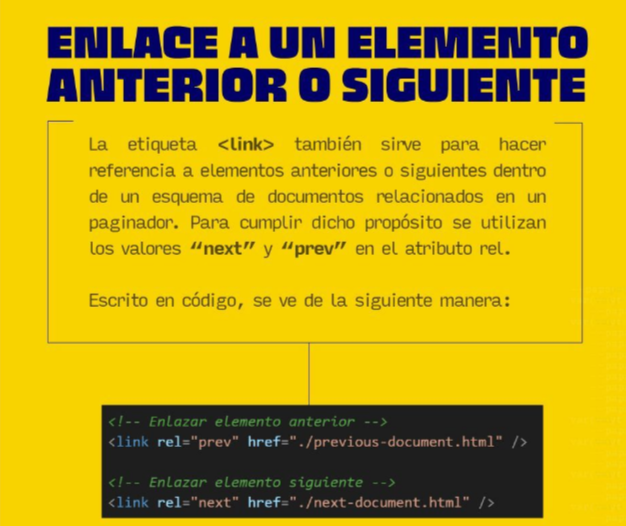 ENLACE A UN ELEMENTO
ANTERIOR O SIGUIENTE
La etiqueta <link> también sirve para hacer
referencia a elementos anteriores o siguientes dentro
de un esquema de documentos relacionados en un
paginador. Para cumplir dicho propósito se utilizan
los valores “next” y “prev” en el atributo rel.
Escrito en código, se ve de la siguiente manera:
<!-- Enlazar elemento anterior -->
<link rel="prev" href="./previous-document.html" />
<!-- Enlazar elemento siguiente -->
<link rel="next" href="./next-document.html" />